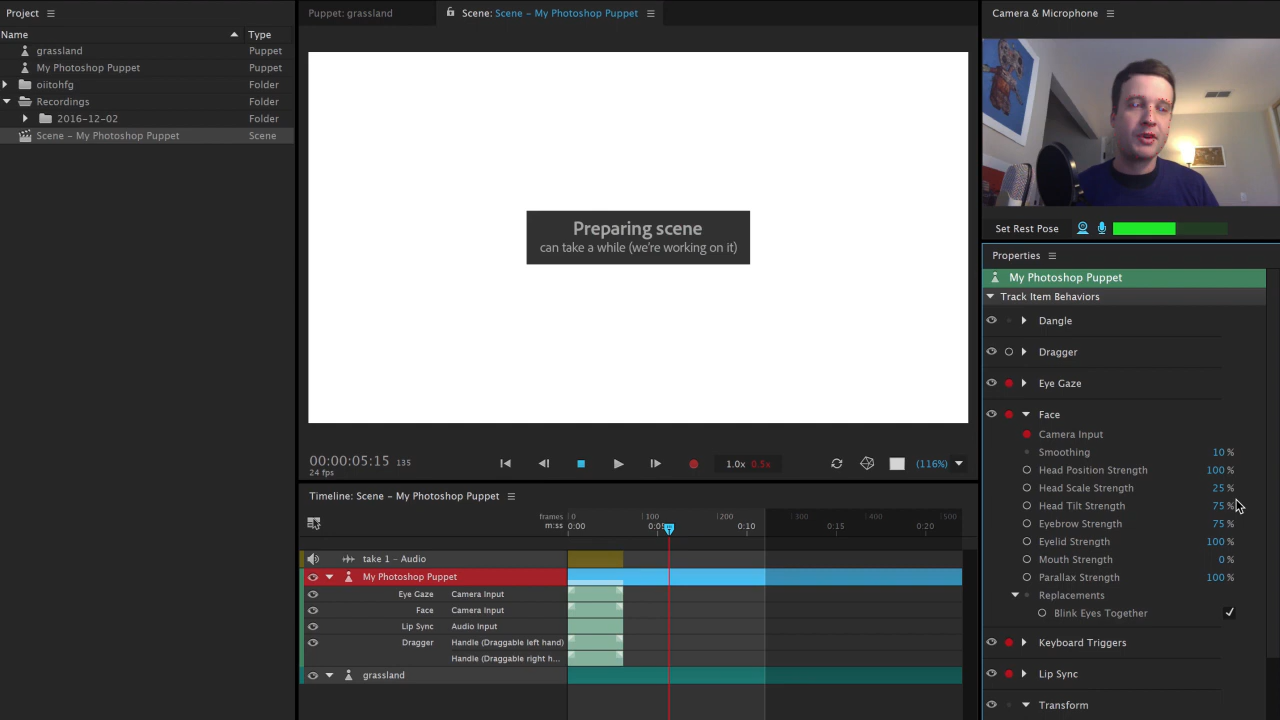 Project
Name Type
grassland Puppet
My Photoshop Puppet Puppet
oiitohfg Folder
Recordings Folder
2016-12-02 Folder
Scene – My Photoshop Puppet Scene
Puppet: grassland
Scene: Scene – My Photoshop Puppet
Preparing scene
can take a while (we're working on it)
00:00:05:15 135
24 fps
1.0x 0.5x
(116%)
Timeline: Scene – My Photoshop Puppet
frames 0 100 200 300 400 500
m:ss 0:00 0:05 0:10 0:15 0:20
take 1 – Audio
My Photoshop Puppet
Eye Gaze Camera Input
Face Camera Input
Lip Sync Audio Input
Dragger Handle (Draggable left hand)
Handle (Draggable right h...
grassland
Camera & Microphone
Set Rest Pose
Properties
My Photoshop Puppet
Track Item Behaviors
Dangle
Dragger
Eye Gaze
Face
Camera Input
Smoothing 10 %
Head Position Strength 100 %
Head Scale Strength 25 %
Head Tilt Strength 75 %
Eyebrow Strength 75 %
Eyelid Strength 100 %
Mouth Strength 0 %
Parallax Strength 100 %
Replacements
Blink Eyes Together
Keyboard Triggers
Lip Sync
Transform